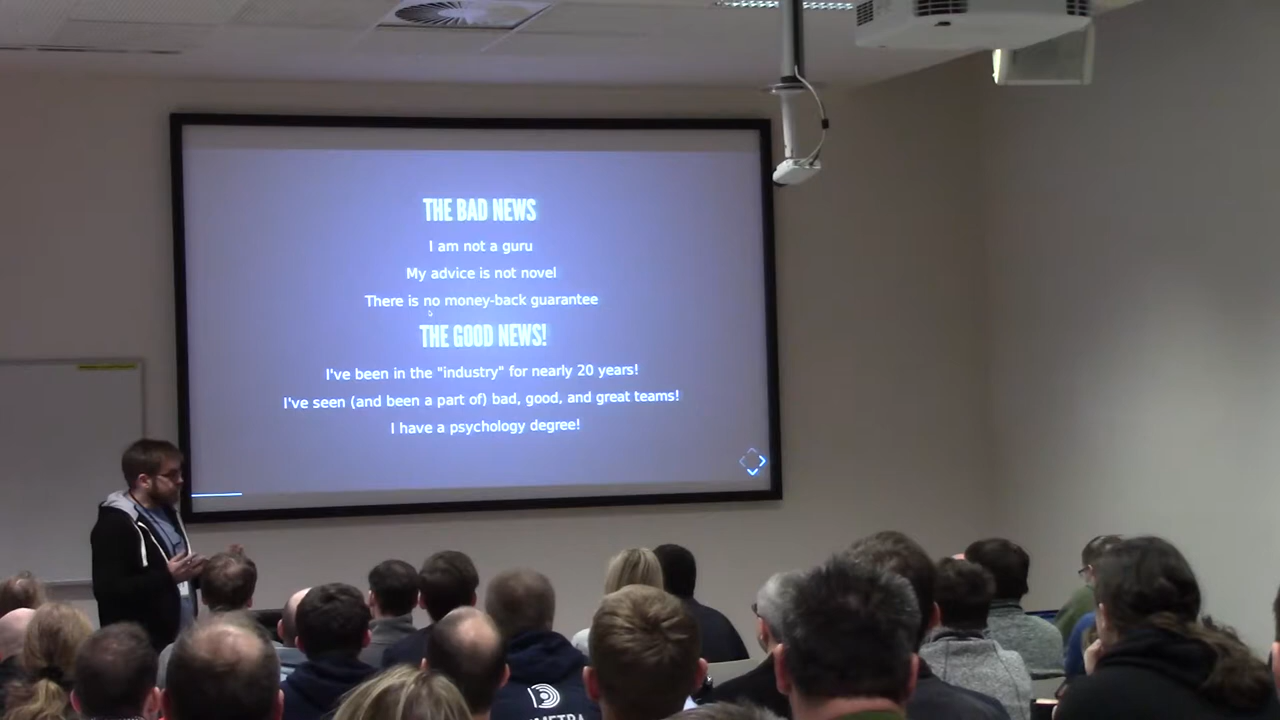 THE BAD NEWS
I am not a guru
My advice is not novel
There is no money-back guarantee
THE GOOD NEWS!
I've been in the "industry" for nearly 20 years!
I've seen (and been a part of) bad, good, and great teams!
I have a psychology degree!